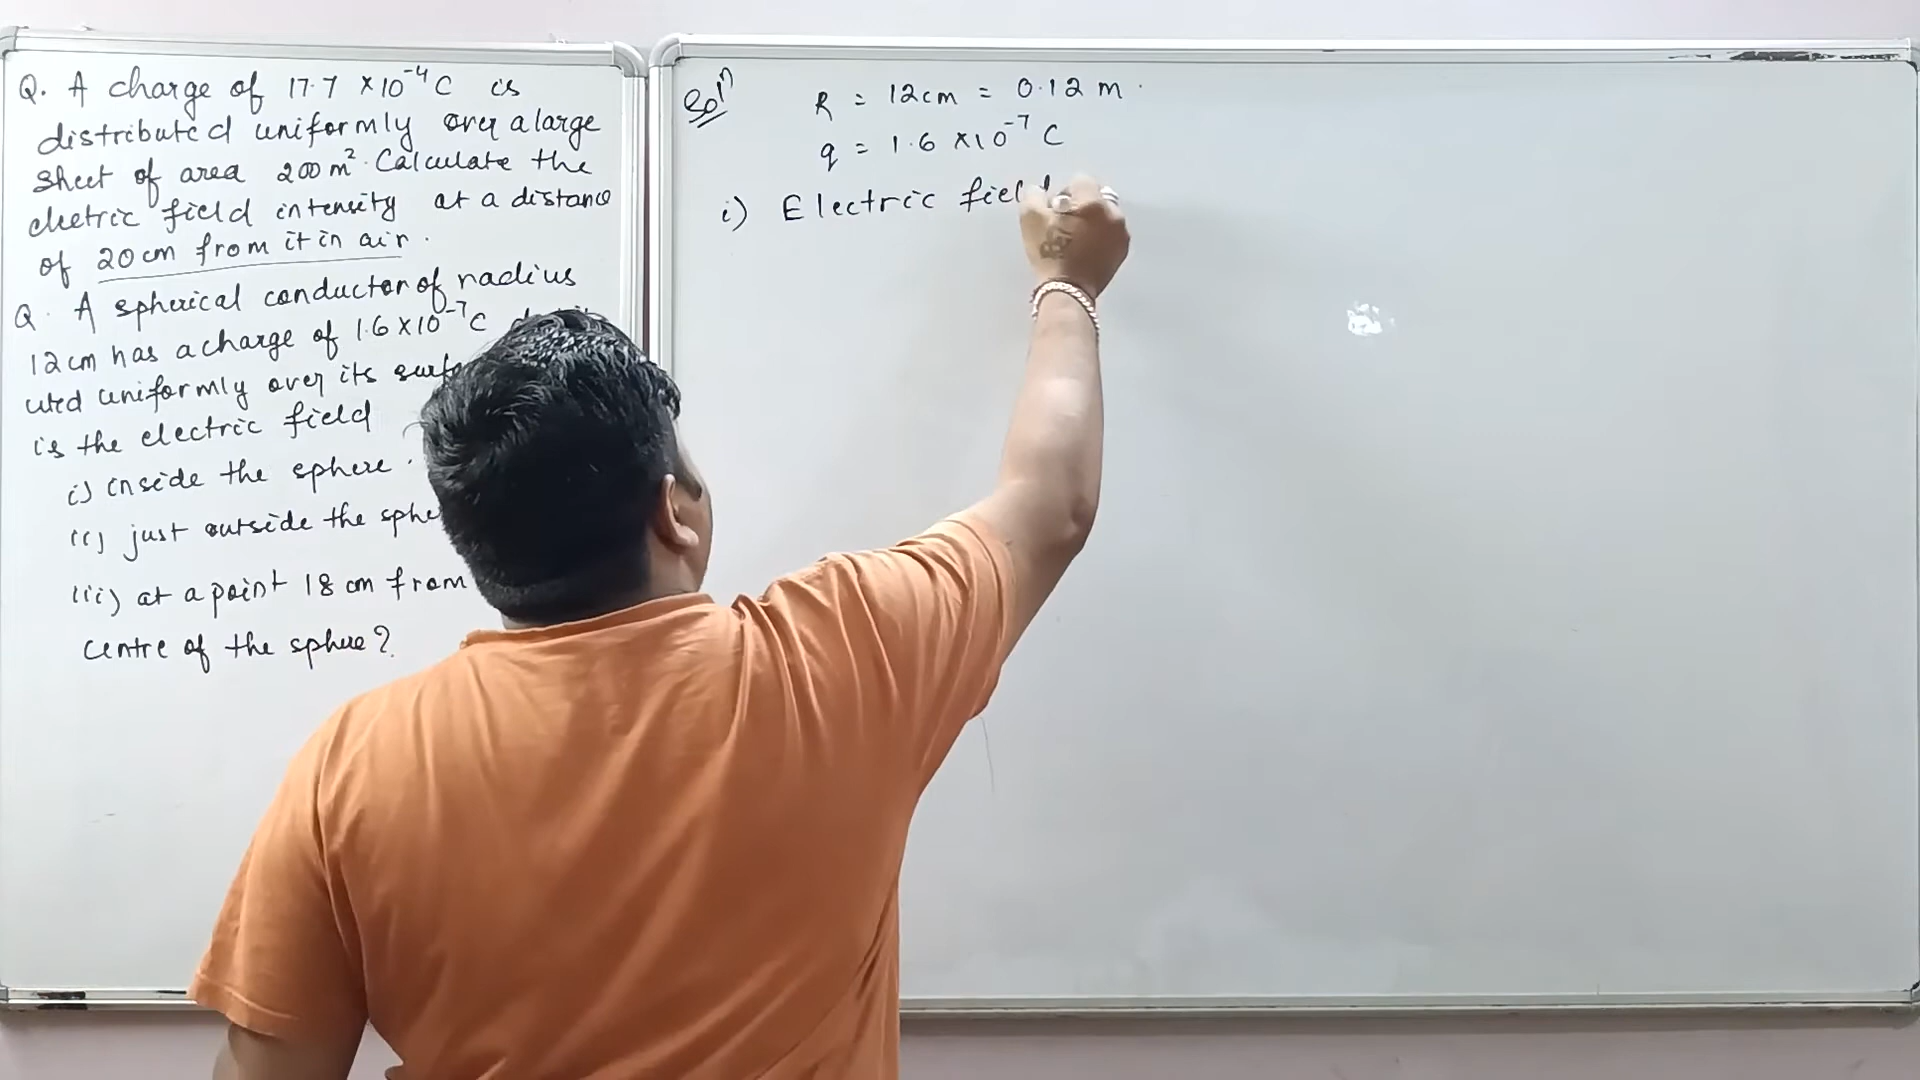 Q. A charge of 17.7 ×10⁻⁴ C is
distributed uniformly over a large
sheet of area 200 m². Calculate the
electric field intensity at a distance
of 20 cm from it in air.
Q. A spherical conductor of radius
12 cm has a charge of 1.6 ×10⁻⁷ C
uted uniformly over its surf
is the electric field
i) inside the sphere.
ii) just outside the sphe
iii) at a point 18 cm from
centre of the sphere?
Solⁿ
R = 12 cm = 0.12 m.
q = 1.6 ×10⁻⁷ C
i) Electric field